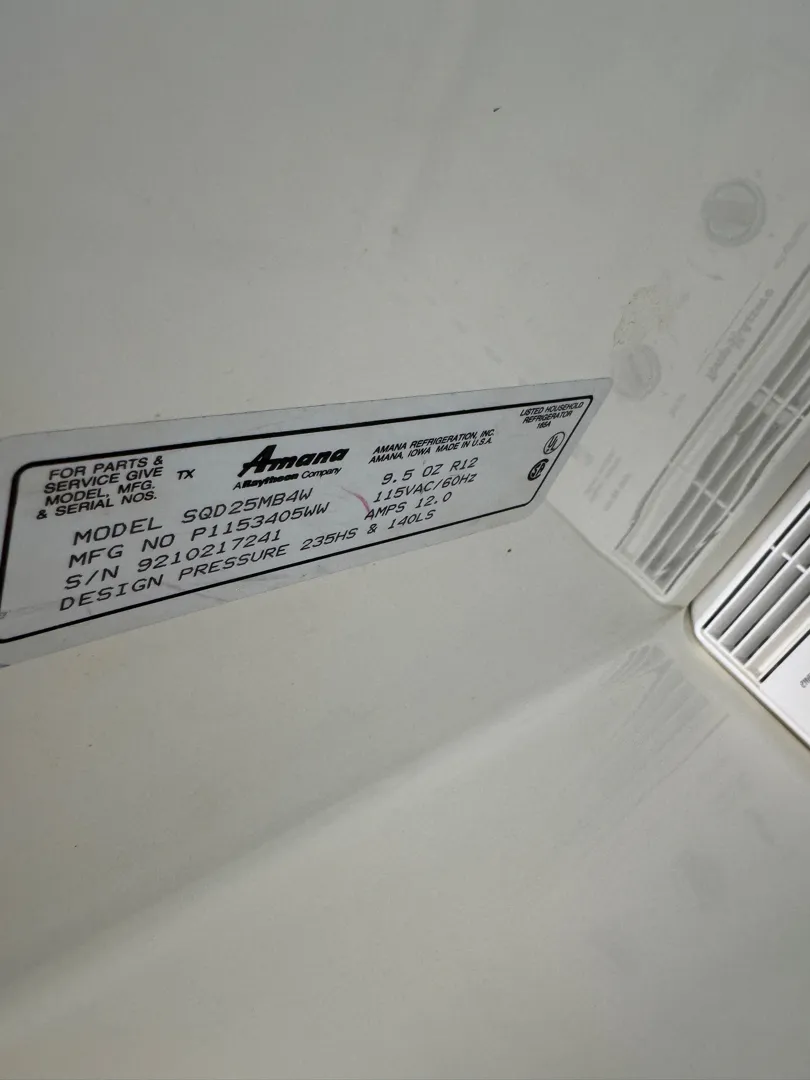 FOR PARTS &
SERVICE GIVE
MODEL, MFG.
& SERIAL NOS.
TX
Amana
A Raytheon Company
AMANA REFRIGERATION, INC.
AMANA, IOWA MADE IN U.S.A.
LISTED HOUSEHOLD
REFRIGERATOR
165A
UL
MODEL SQD25MB4W
9.5 OZ R12
MFG NO P1153405WW
115VAC/60HZ
S/N 9210217241
AMPS 12.0
DESIGN PRESSURE 235HS & 140LS